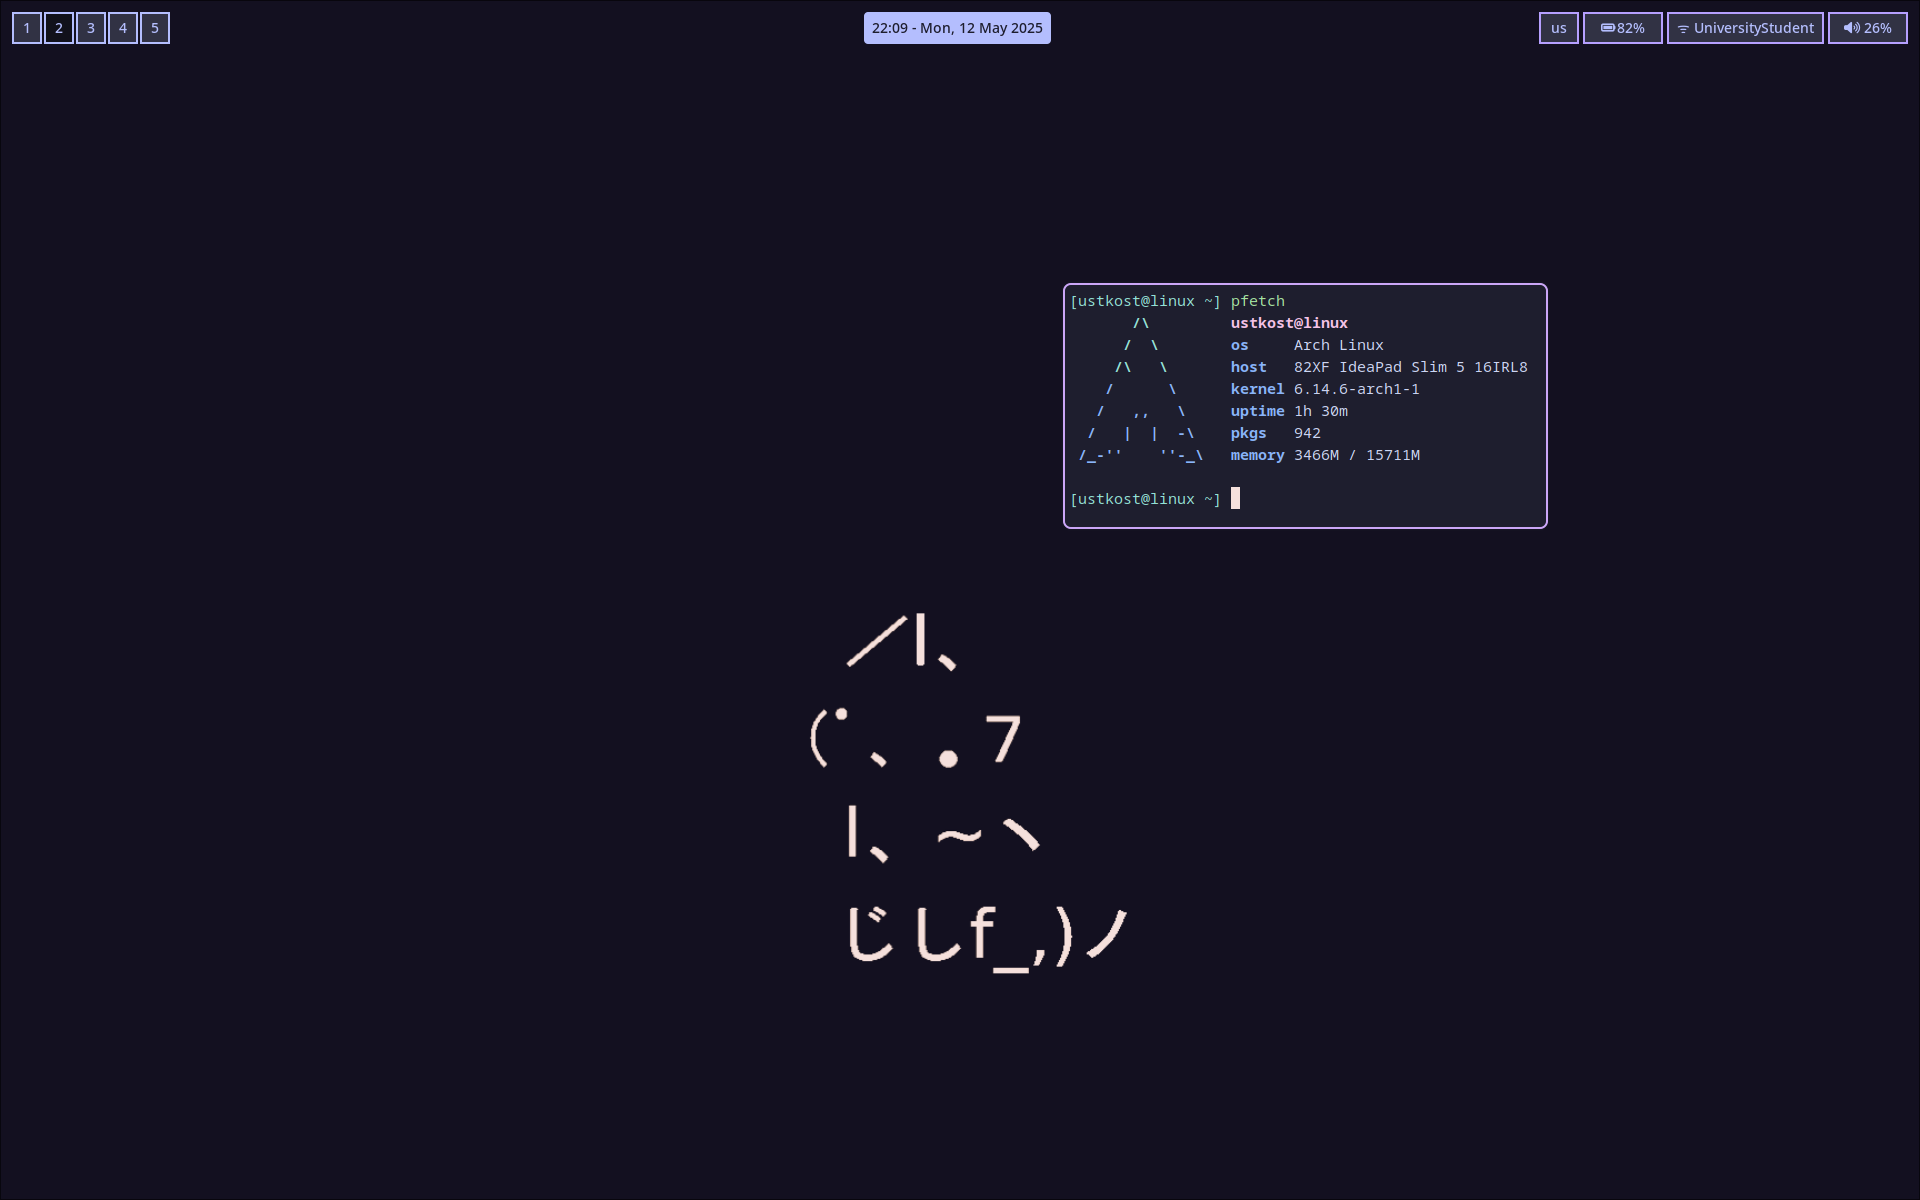 1 2 3 4 5
22:09 - Mon, 12 May 2025
us 82% UniversityStudent 26%
[ustkost@linux ~] pfetch
       /\         ustkost@linux
      /  \        os     Arch Linux
     /\   \       host   82XF IdeaPad Slim 5 16IRL8
    /      \      kernel 6.14.6-arch1-1
   /   ,,   \     uptime 1h 30m
  /   |  |  -\    pkgs   942
 /_-''    ''-_\   memory 3466M / 15711M
[ustkost@linux ~]
／l、
(ﾟ、 。7
l、 ~ヽ
じしf_,)ノ